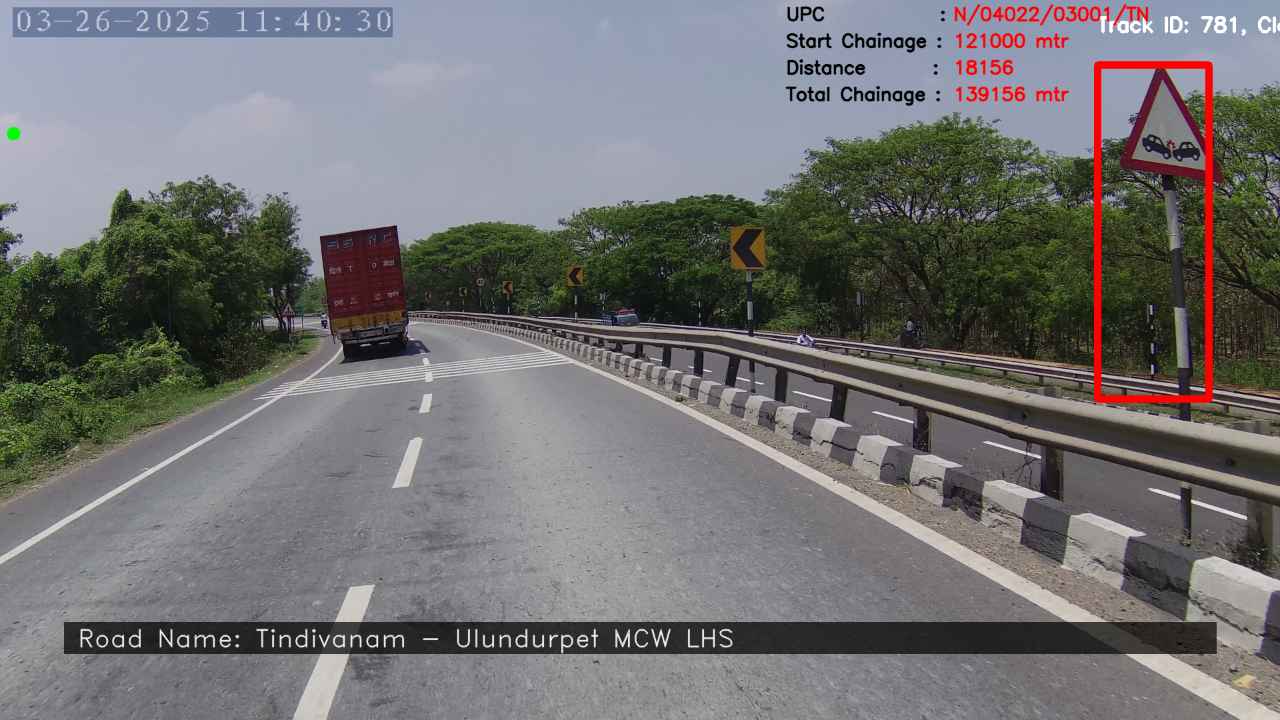 03-26-2025 11:40:30
UPC : N/04022/03001/TN
Track ID: 781, Cl
Start Chainage : 121000 mtr
Distance : 18156
Total Chainage : 139156 mtr
Road Name: Tindivanam - Ulundurpet MCW LHS